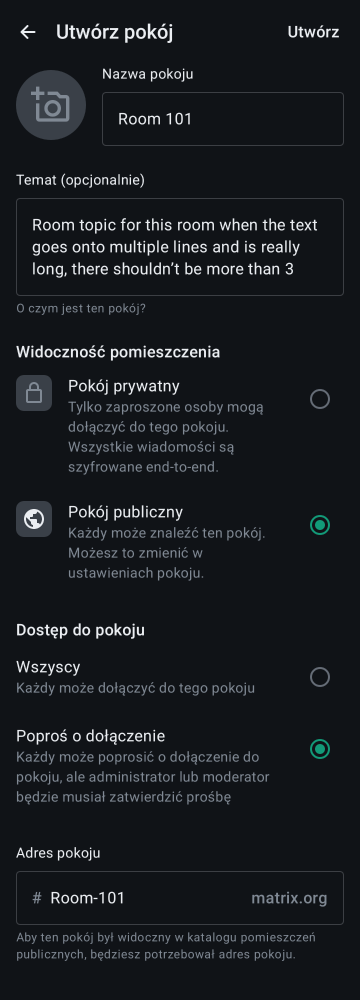 Utwórz pokój
Utwórz
Nazwa pokoju
Room 101
Temat (opcjonalnie)
Room topic for this room when the text
goes onto multiple lines and is really
long, there shouldn’t be more than 3
O czym jest ten pokój?
Widoczność pomieszczenia
Pokój prywatny
Tylko zaproszone osoby mogą
dołączyć do tego pokoju.
Wszystkie wiadomości są
szyfrowane end-to-end.
Pokój publiczny
Każdy może znaleźć ten pokój.
Możesz to zmienić w
ustawieniach pokoju.
Dostęp do pokoju
Wszyscy
Każdy może dołączyć do tego pokoju
Poproś o dołączenie
Każdy może poprosić o dołączenie do
pokoju, ale administrator lub moderator
będzie musiał zatwierdzić prośbę
Adres pokoju
# Room-101 matrix.org
Aby ten pokój był widoczny w katalogu pomieszczeń
publicznych, będziesz potrzebował adres pokoju.